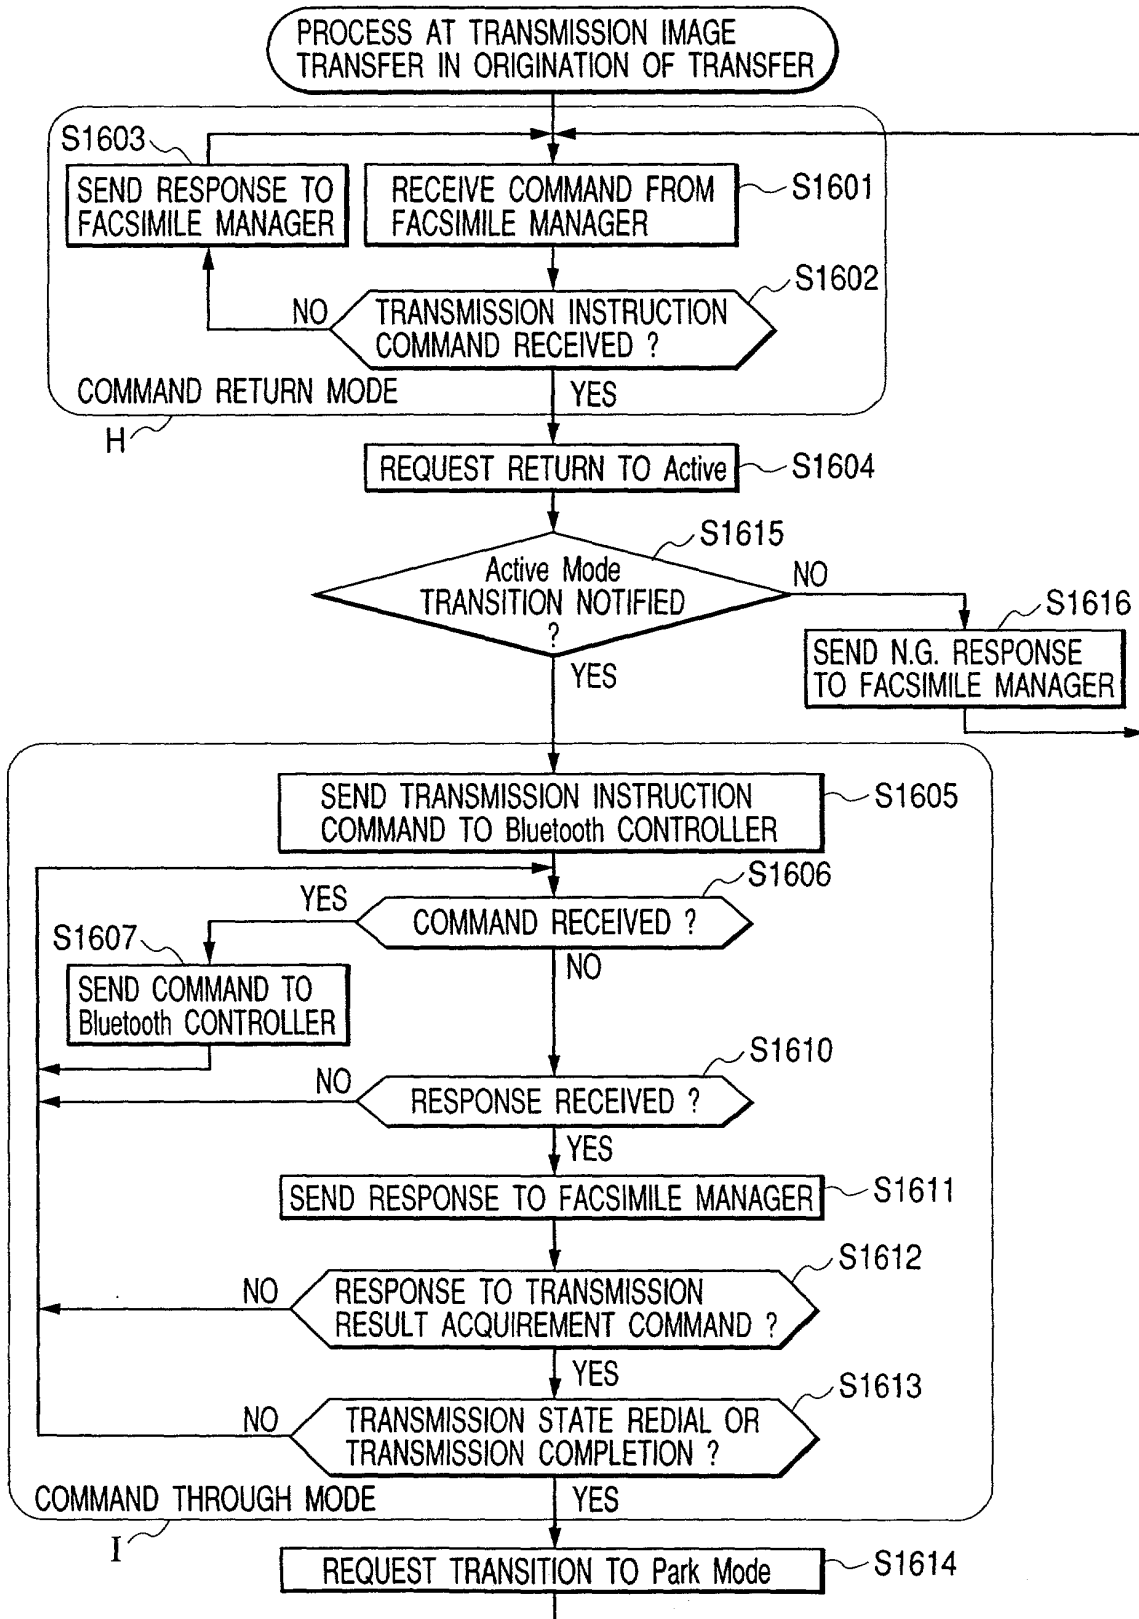 PROCESS AT TRANSMISSION IMAGE
TRANSFER IN ORIGINATION OF TRANSFER
S1603
SEND RESPONSE TO
FACSIMILE MANAGER
RECEIVE COMMAND FROM
FACSIMILE MANAGER
S1601
S1602
NO
TRANSMISSION INSTRUCTION
COMMAND RECEIVED ?
COMMAND RETURN MODE
YES
H
REQUEST RETURN TO Active
S1604
S1615
Active Mode
TRANSITION NOTIFIED
?
NO
YES
S1616
SEND N.G. RESPONSE
TO FACSIMILE MANAGER
SEND TRANSMISSION INSTRUCTION
COMMAND TO Bluetooth CONTROLLER
S1605
S1606
YES
COMMAND RECEIVED ?
NO
S1607
SEND COMMAND TO
Bluetooth CONTROLLER
S1610
NO
RESPONSE RECEIVED ?
YES
SEND RESPONSE TO FACSIMILE MANAGER
S1611
S1612
NO
RESPONSE TO TRANSMISSION
RESULT ACQUIREMENT COMMAND ?
YES
S1613
NO
TRANSMISSION STATE REDIAL OR
TRANSMISSION COMPLETION ?
COMMAND THROUGH MODE
YES
I
REQUEST TRANSITION TO Park Mode
S1614